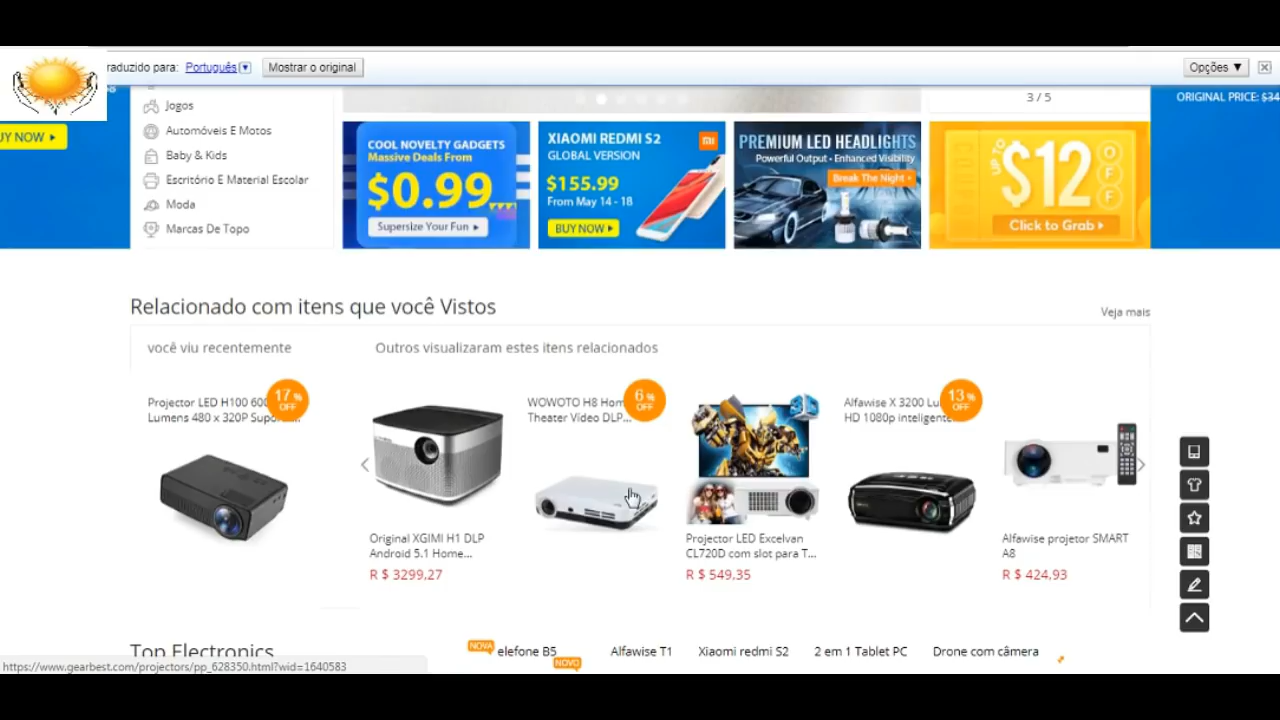 raduzido para: Português Mostrar o original
Opções ▼
Jogos
Automóveis E Motos
Baby & Kids
Escritório E Material Escolar
Moda
Marcas De Topo
UY NOW
3 / 5
ORIGINAL PRICE: $34
COOL NOVELTY GADGETS
Massive Deals From
$0.99
Supersize Your Fun
XIAOMI REDMI S2
GLOBAL VERSION
$155.99
From May 14 - 18
BUY NOW
PREMIUM LED HEADLIGHTS
Powerful Output • Enhanced Visibility
Break The Night
UP TO
$12
OFF
Click to Grab
Relacionado com itens que você Vistos
Veja mais
você viu recentemente
Outros visualizaram estes itens relacionados
Projector LED H100 600
Lumens 480 x 320P Supo
17 %
OFF
WOWOTO H8 Hom
Theater Vídeo DLP...
6 %
OFF
3D
Alfawise X 3200 Lu
HD 1080p inteligente
13 %
OFF
Original XGIMI H1 DLP
Android 5.1 Home...
R $ 3299,27
Projetor LED Excelvan
CL720D com slot para T...
R $ 549,35
Alfawise projetor SMART
A8
R $ 424,93
Top Electronics
NOVA
elefone B5
NOVO
Alfawise T1
Xiaomi redmi S2
2 em 1 Tablet PC
Drone com câmera
https://www.gearbest.com/projectors/pp_628350.html?wid=1640583